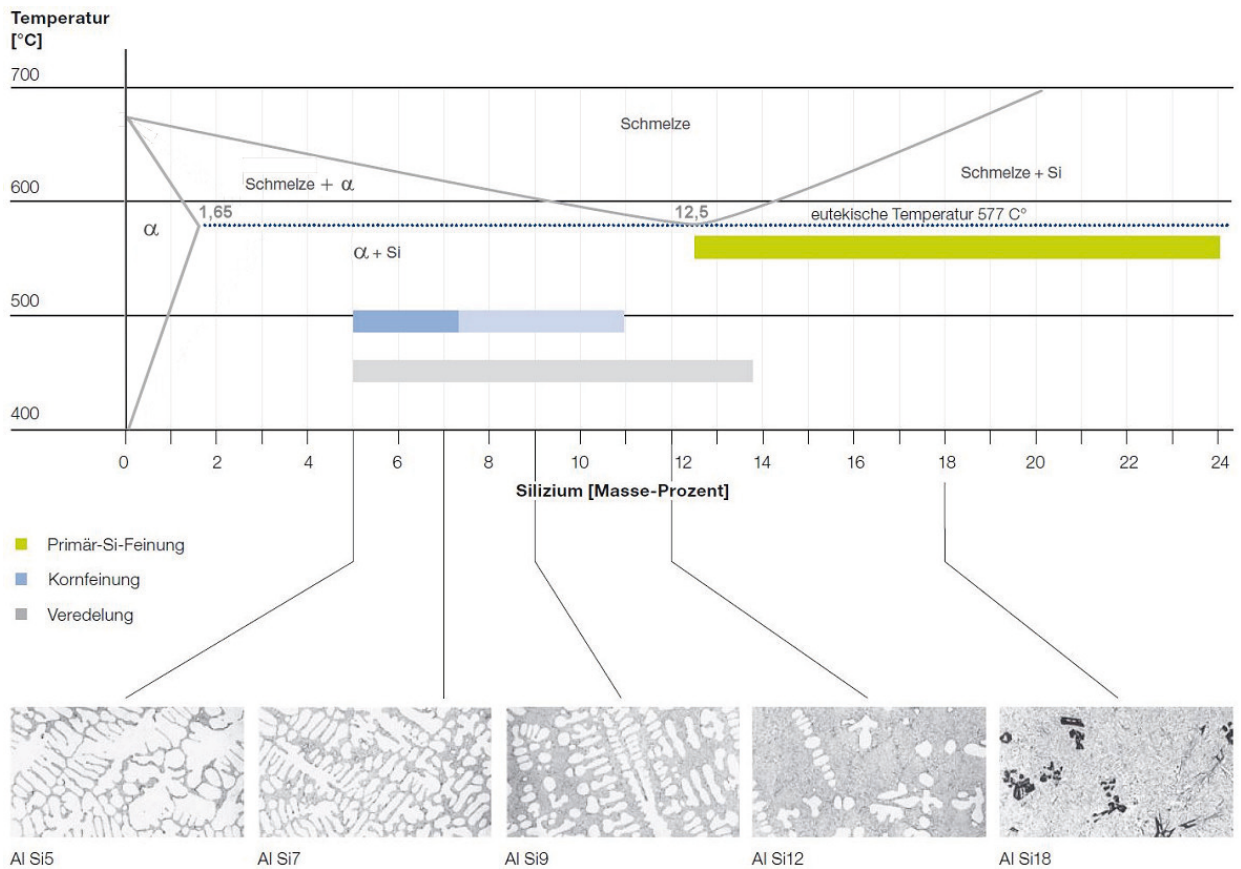 Temperatur
[°C]
700
Schmelze
Schmelze + Si
Schmelze + α
600
1,65
12,5
eutekische Temperatur 577 C°
α
α + Si
500
400
0 2 4 6 8 10 12 14 16 18 20 22 24
Silizium [Masse-Prozent]
Primär-Si-Feinung
Kornfeinung
Veredelung
Al Si5 Al Si7 Al Si9 Al Si12 Al Si18